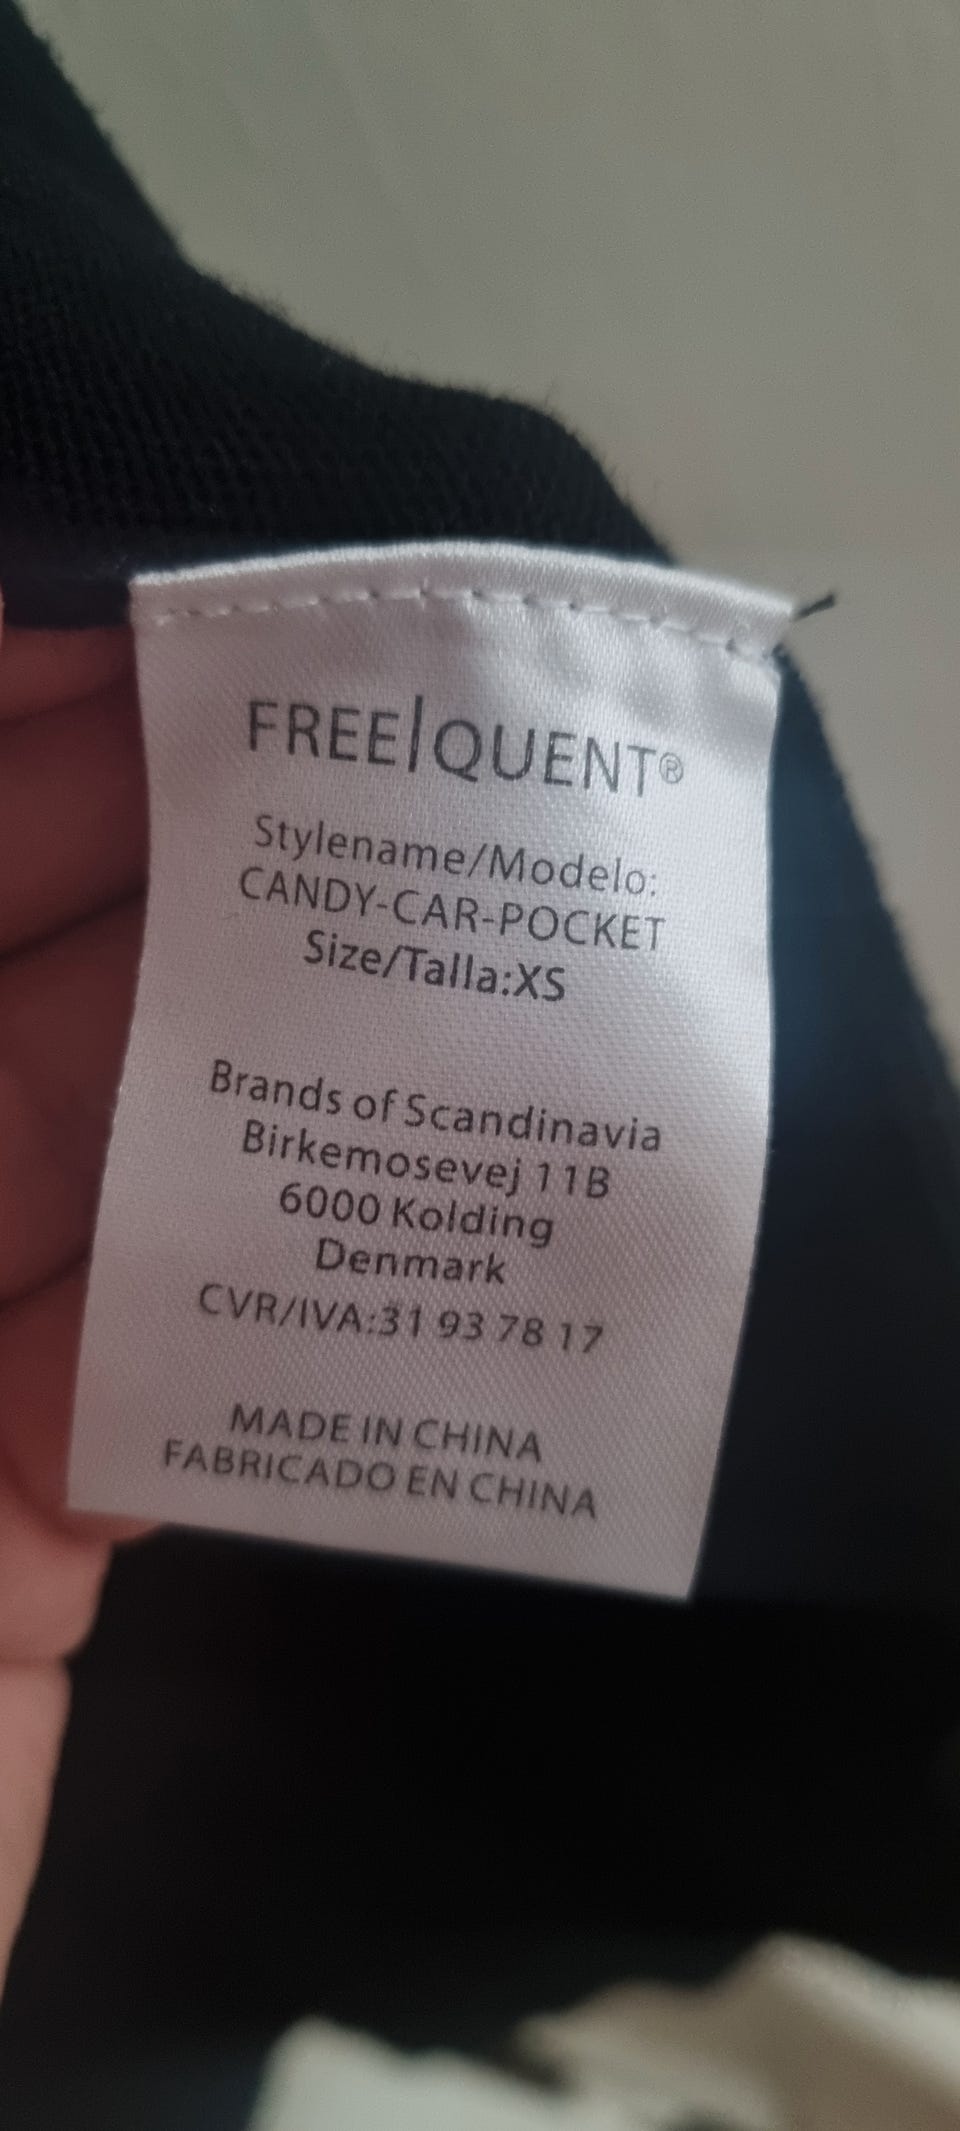 FREE|QUENT®
Stylename/Modelo:
CANDY-CAR-POCKET
Size/Talla:XS
Brands of Scandinavia
Birkemosevej 11B
6000 Kolding
Denmark
CVR/IVA:31 93 78 17
MADE IN CHINA
FABRICADO EN CHINA